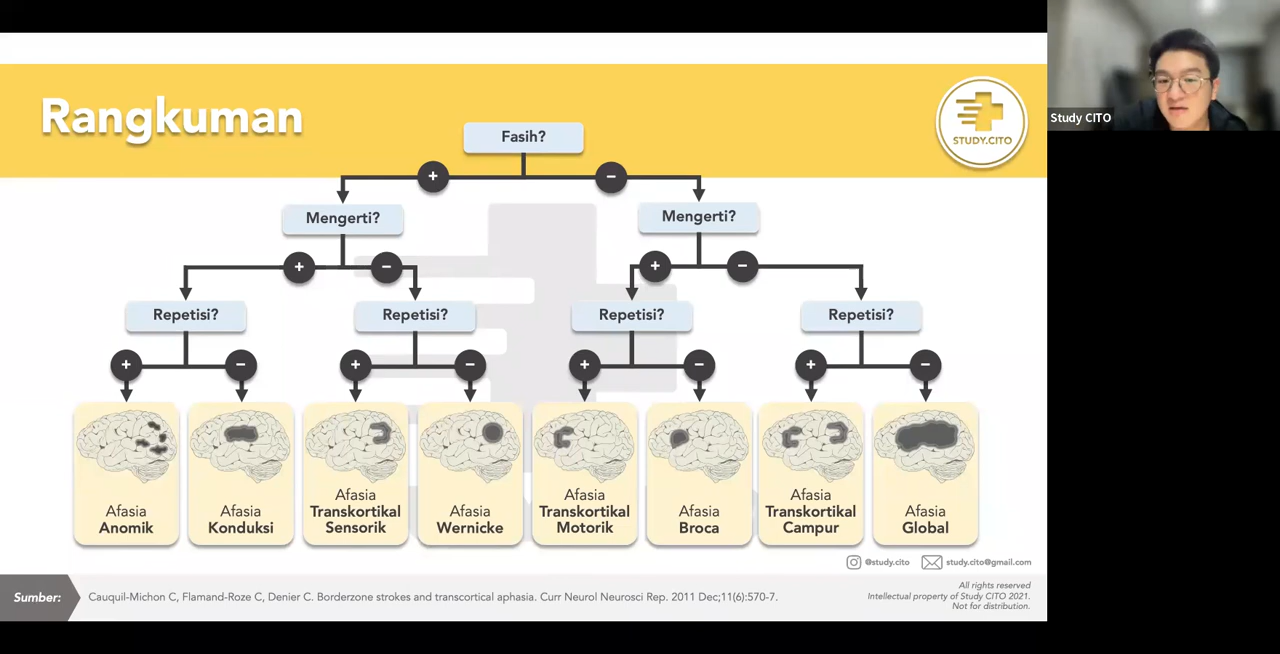 Rangkuman
STUDY.CITO
Study CITO
Fasih?
+
−
Mengerti?
Mengerti?
+
−
+
−
Repetisi?
Repetisi?
Repetisi?
Repetisi?
+
−
+
−
+
−
+
−
Afasia
Anomik
Afasia
Konduksi
Afasia
Transkortikal
Sensorik
Afasia
Wernicke
Afasia
Transkortikal
Motorik
Afasia
Broca
Afasia
Transkortikal
Campur
Afasia
Global
@study.cito
study.cito@gmail.com
Sumber:
Cauquil-Michon C, Flamand-Roze C, Denier C. Borderzone strokes and transcortical aphasia. Curr Neurol Neurosci Rep. 2011 Dec;11(6):570-7.
All rights reserved
Intellectual property of Study CITO 2021.
Not for distribution.